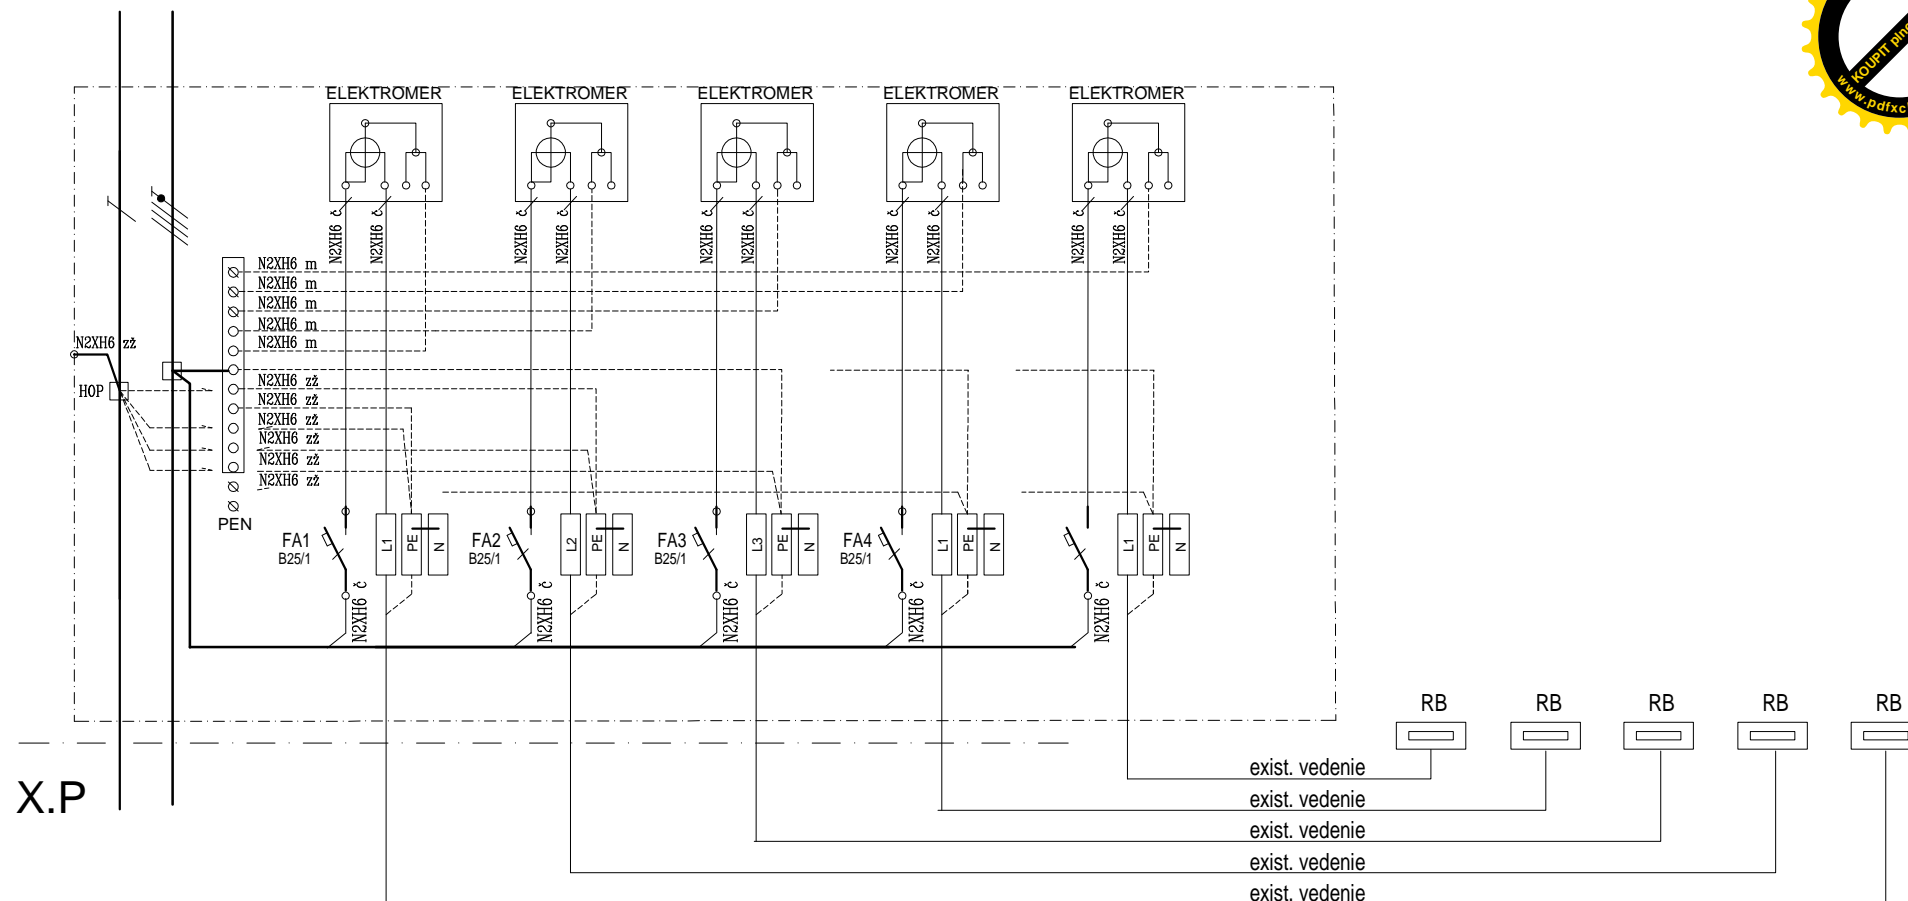 ELEKTROMER ELEKTROMER ELEKTROMER ELEKTROMER ELEKTROMER
N2XH6 č N2XH6 č N2XH6 č N2XH6 č N2XH6 č N2XH6 č N2XH6 č N2XH6 č N2XH6 č N2XH6 č
N2XH6 m
N2XH6 m
N2XH6 m
N2XH6 m
N2XH6 m
N2XH6 zž
HOP
N2XH6 zž
N2XH6 zž
N2XH6 zž
N2XH6 zž
N2XH6 zž
N2XH6 zž
PEN
FA1 L1 PE N FA2 L2 PE N FA3 L3 PE N FA4 L1 PE N L1 PE N
B25/1 B25/1 B25/1 B25/1
N2XH6 č N2XH6 č N2XH6 č N2XH6 č N2XH6 č
RB RB RB RB RB
X.P
exist. vedenie
exist. vedenie
exist. vedenie
exist. vedenie
exist. vedenie
KOUPIT
www.pdfxc